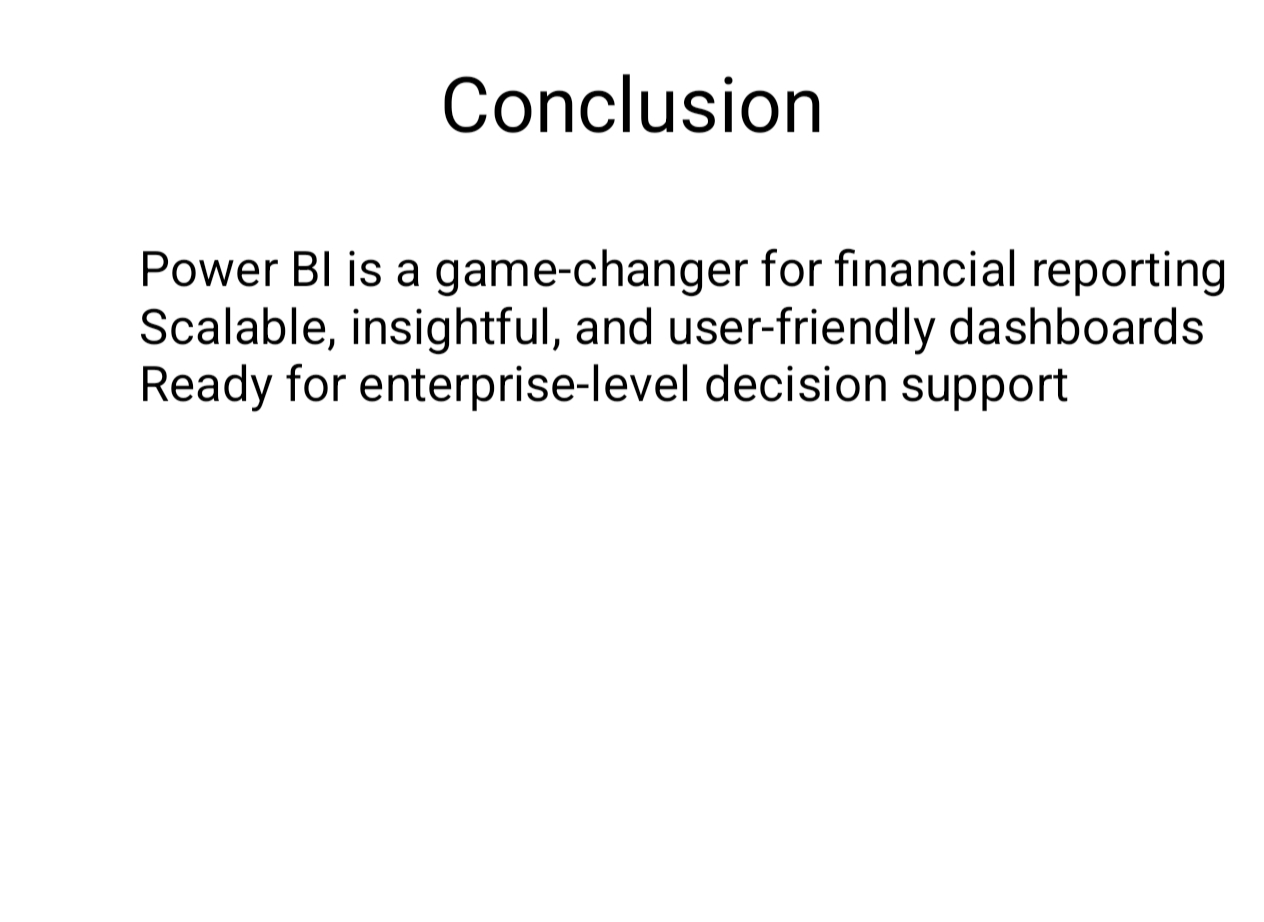 Conclusion
Power BI is a game-changer for financial reporting
Scalable, insightful, and user-friendly dashboards
Ready for enterprise-level decision support